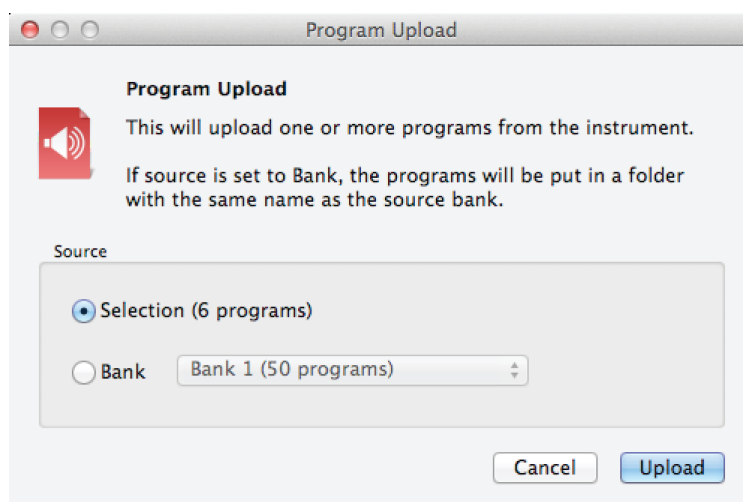 Program Upload
Program Upload
This will upload one or more programs from the instrument.
If source is set to Bank, the programs will be put in a folder
with the same name as the source bank.
Source
Selection (6 programs)
Bank Bank 1 (50 programs)
Cancel Upload